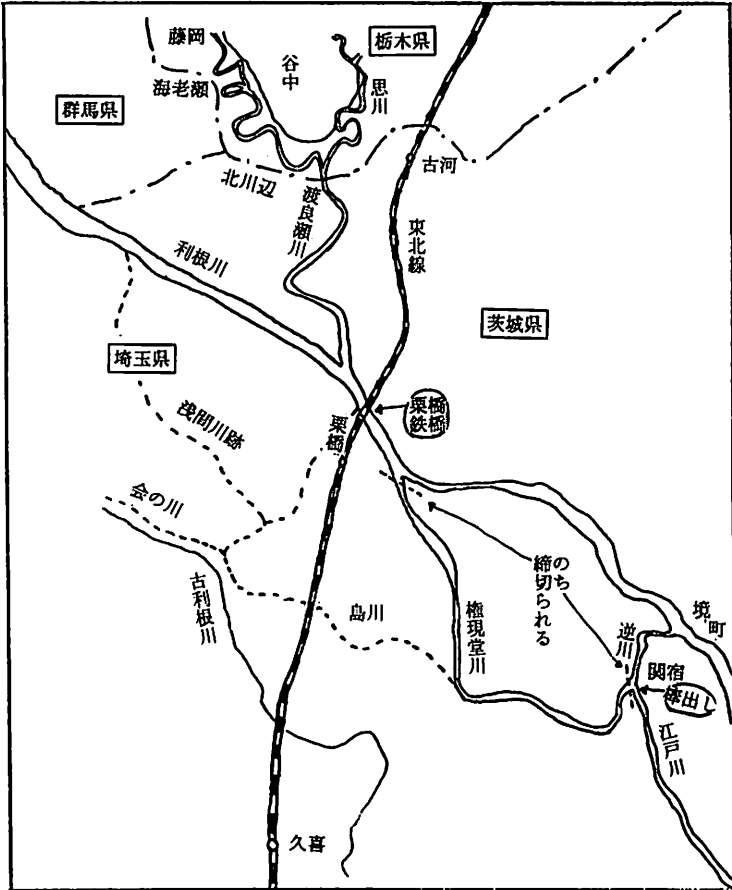 藤岡
栃木県
谷中
海老瀬
思川
群馬県
古河
北川辺
渡良瀬川
東北線
利根川
茨城県
埼玉県
栗橋
鉄橋
栗橋
浅間川跡
会の川
のち
締切られる
古利根川
島川
権現堂川
逆川
境町
関宿
棒出し
江戸川
久喜